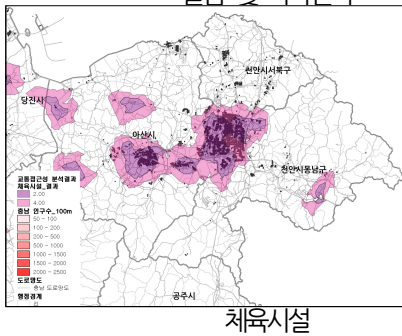 천안시서북구
당진시
아산시
천안시동남구
교통접근성 분석결과
체육시설_결과
2.00
4.00
충남 인구수_100m
50 - 100
100 - 200
200 - 500
500 - 1000
1000 - 1500
1500 - 2000
2000 - 2500
도로명도
충남 도로망도
행정경계
공주시
체육시설